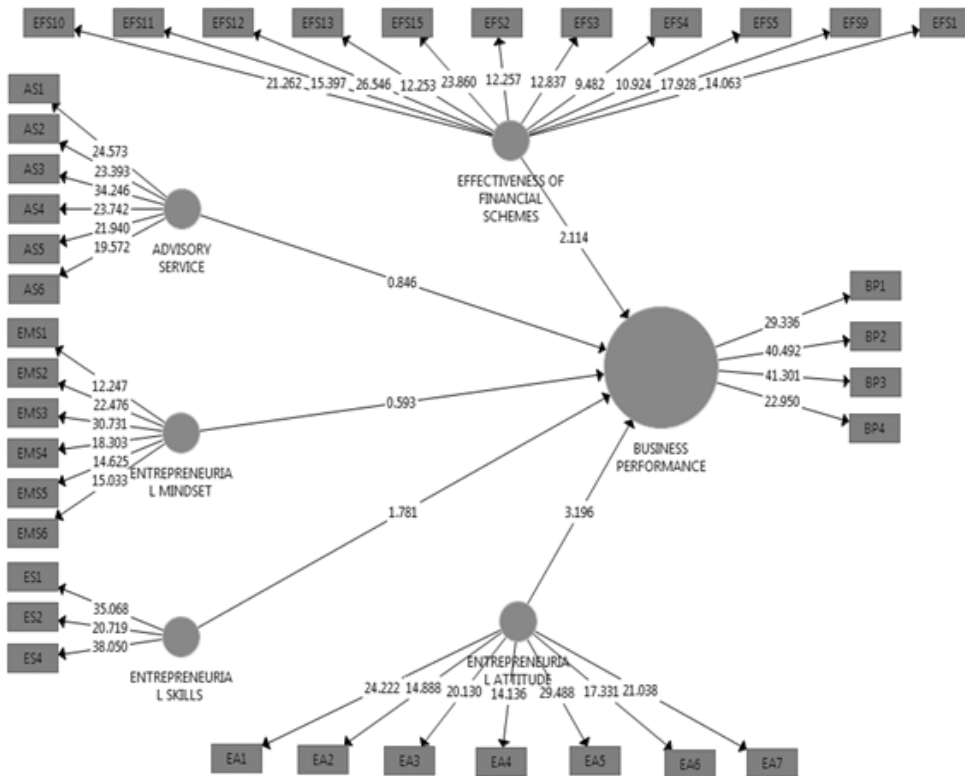 EFS10 EFS11 EFS12 EFS13 EFS15 EFS2 EFS3 EFS4 EFS5 EFS9 EFS1
21.262 15.397 26.546 12.253 23.860 12.257 12.837 9.482 10.924 17.928 14.063
EFFECTIVENESS OF
FINANCIAL
SCHEMES
2.114
AS1
AS2
AS3
AS4
AS5
AS6
24.573
23.393
34.246
23.742
21.940
19.572
ADVISORY
SERVICE
0.846
EMS1
EMS2
EMS3
EMS4
EMS5
EMS6
12.247
22.476
30.731
18.303
14.625
15.033
ENTREPRENEURIA
L MINDSET
0.593
BUSINESS
PERFORMANCE
29.336
40.492
41.301
22.950
BP1
BP2
BP3
BP4
ES1
ES2
ES4
35.068
20.719
38.050
ENTREPRENEURIA
L SKILLS
1.781
3.196
ENTREPRENEURIA
L ATTITUDE
24.222 14.888 20.130 14.136 29.488 17.331 21.038
EA1 EA2 EA3 EA4 EA5 EA6 EA7